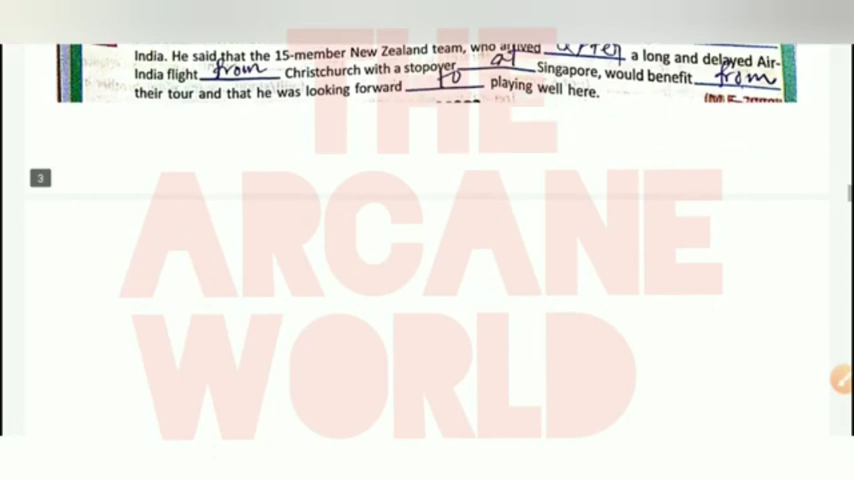 India. He said that the 15-member New Zealand team, who arrived after a long and delayed Air-
India flight from Christchurch with a stopover at Singapore, would benefit from
their tour and that he was looking forward to playing well here.
3
THE
ARCANE
WORLD